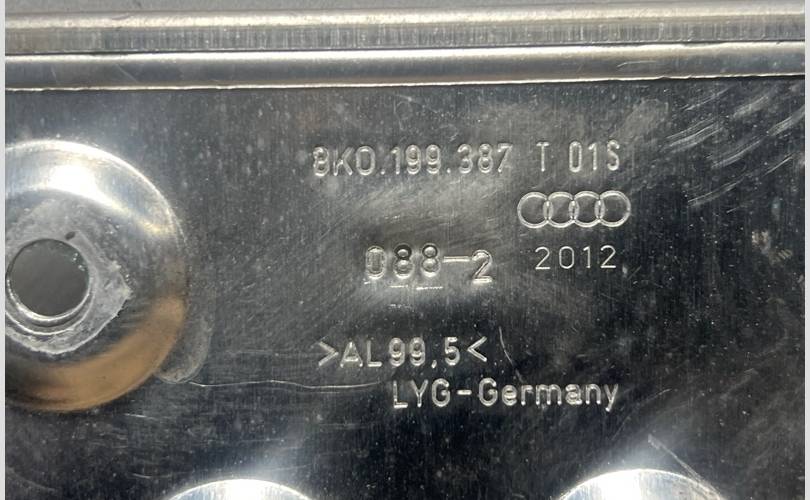 8K0.199.387 T 01S
088-2
2012
>AL99,5<
LYG-Germany